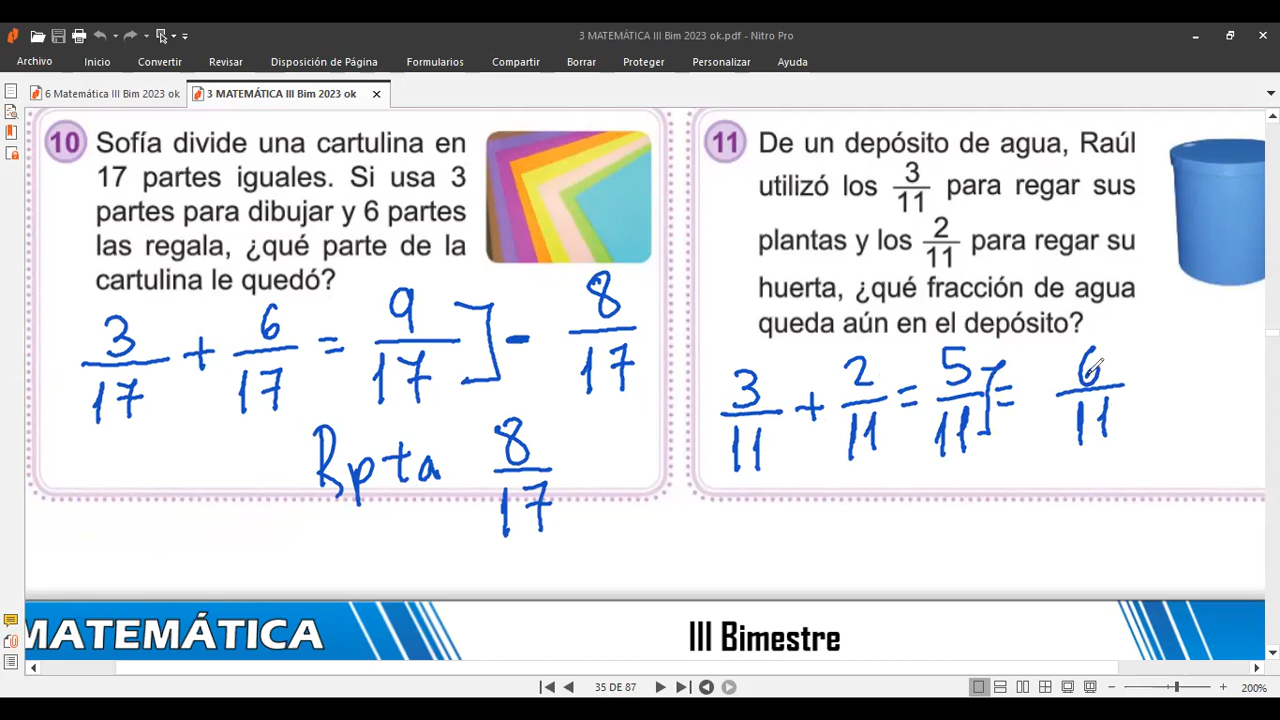 3 MATEMÁTICA III Bim 2023 ok.pdf - Nitro Pro
Archivo Inicio Convertir Revisar Disposición de Página Formularios Compartir Borrar Proteger Personalizar Ayuda
6 Matemática III Bim 2023 ok 3 MATEMÁTICA III Bim 2023 ok
10 Sofía divide una cartulina en
17 partes iguales. Si usa 3
partes para dibujar y 6 partes
las regala, ¿qué parte de la
cartulina le quedó?
3/17 + 6/17 = 9/17 ] - 8/17
Rpta 8/17
11 De un depósito de agua, Raúl
utilizó los 3/11 para regar sus
plantas y los 2/11 para regar su
huerta, ¿qué fracción de agua
queda aún en el depósito?
3/11 + 2/11 = 5/11 ] = 6/11
MATEMÁTICA
III Bimestre
35 DE 87
200%